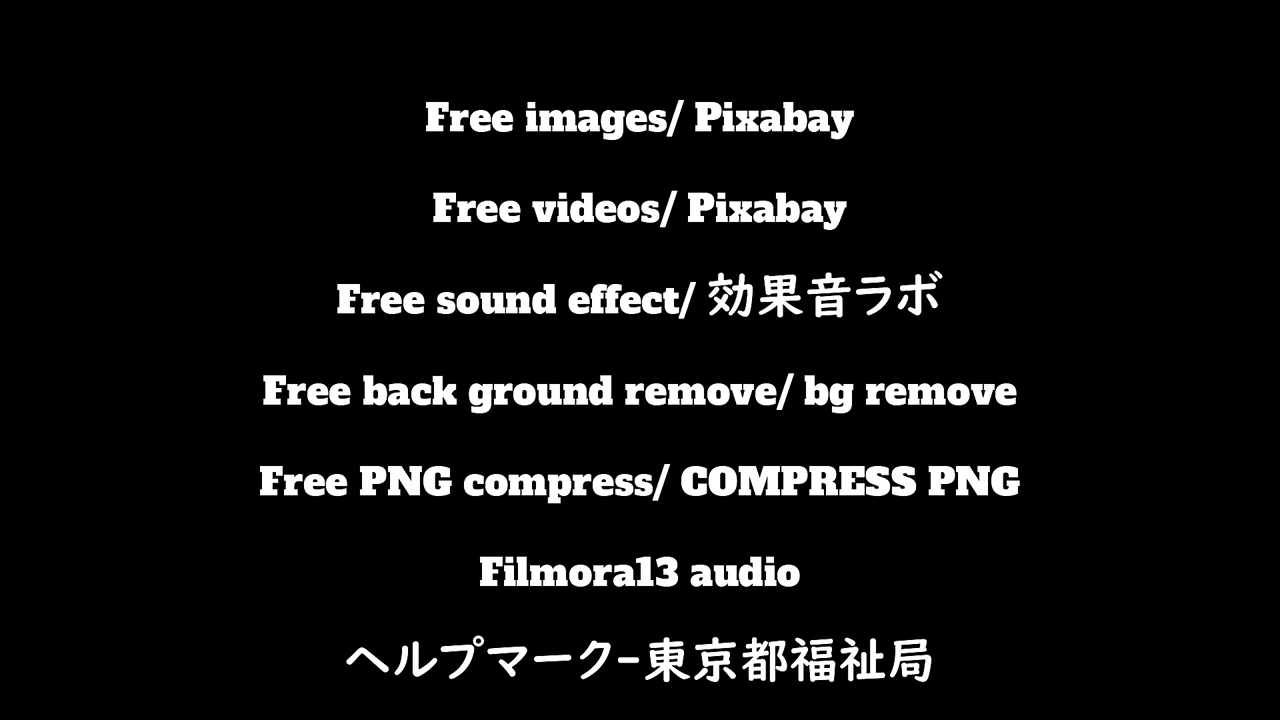 Free images/ Pixabay
Free videos/ Pixabay
Free sound effect/ 効果音ラボ
Free back ground remove/ bg remove
Free PNG compress/ COMPRESS PNG
Filmora13 audio
ヘルプマーク-東京都福祉局